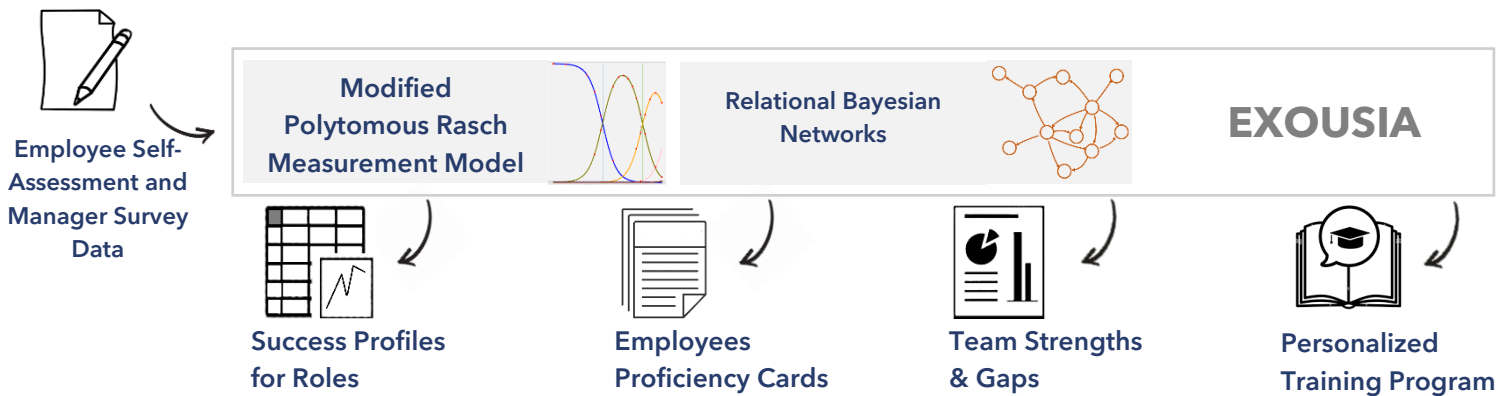 Employee Self-
Assessment and
Manager Survey
Data
Modified
Polytomous Rasch
Measurement Model
Relational Bayesian
Networks
EXOUSIA
Success Profiles
for Roles
Employees
Proficiency Cards
Team Strengths
& Gaps
Personalized
Training Program